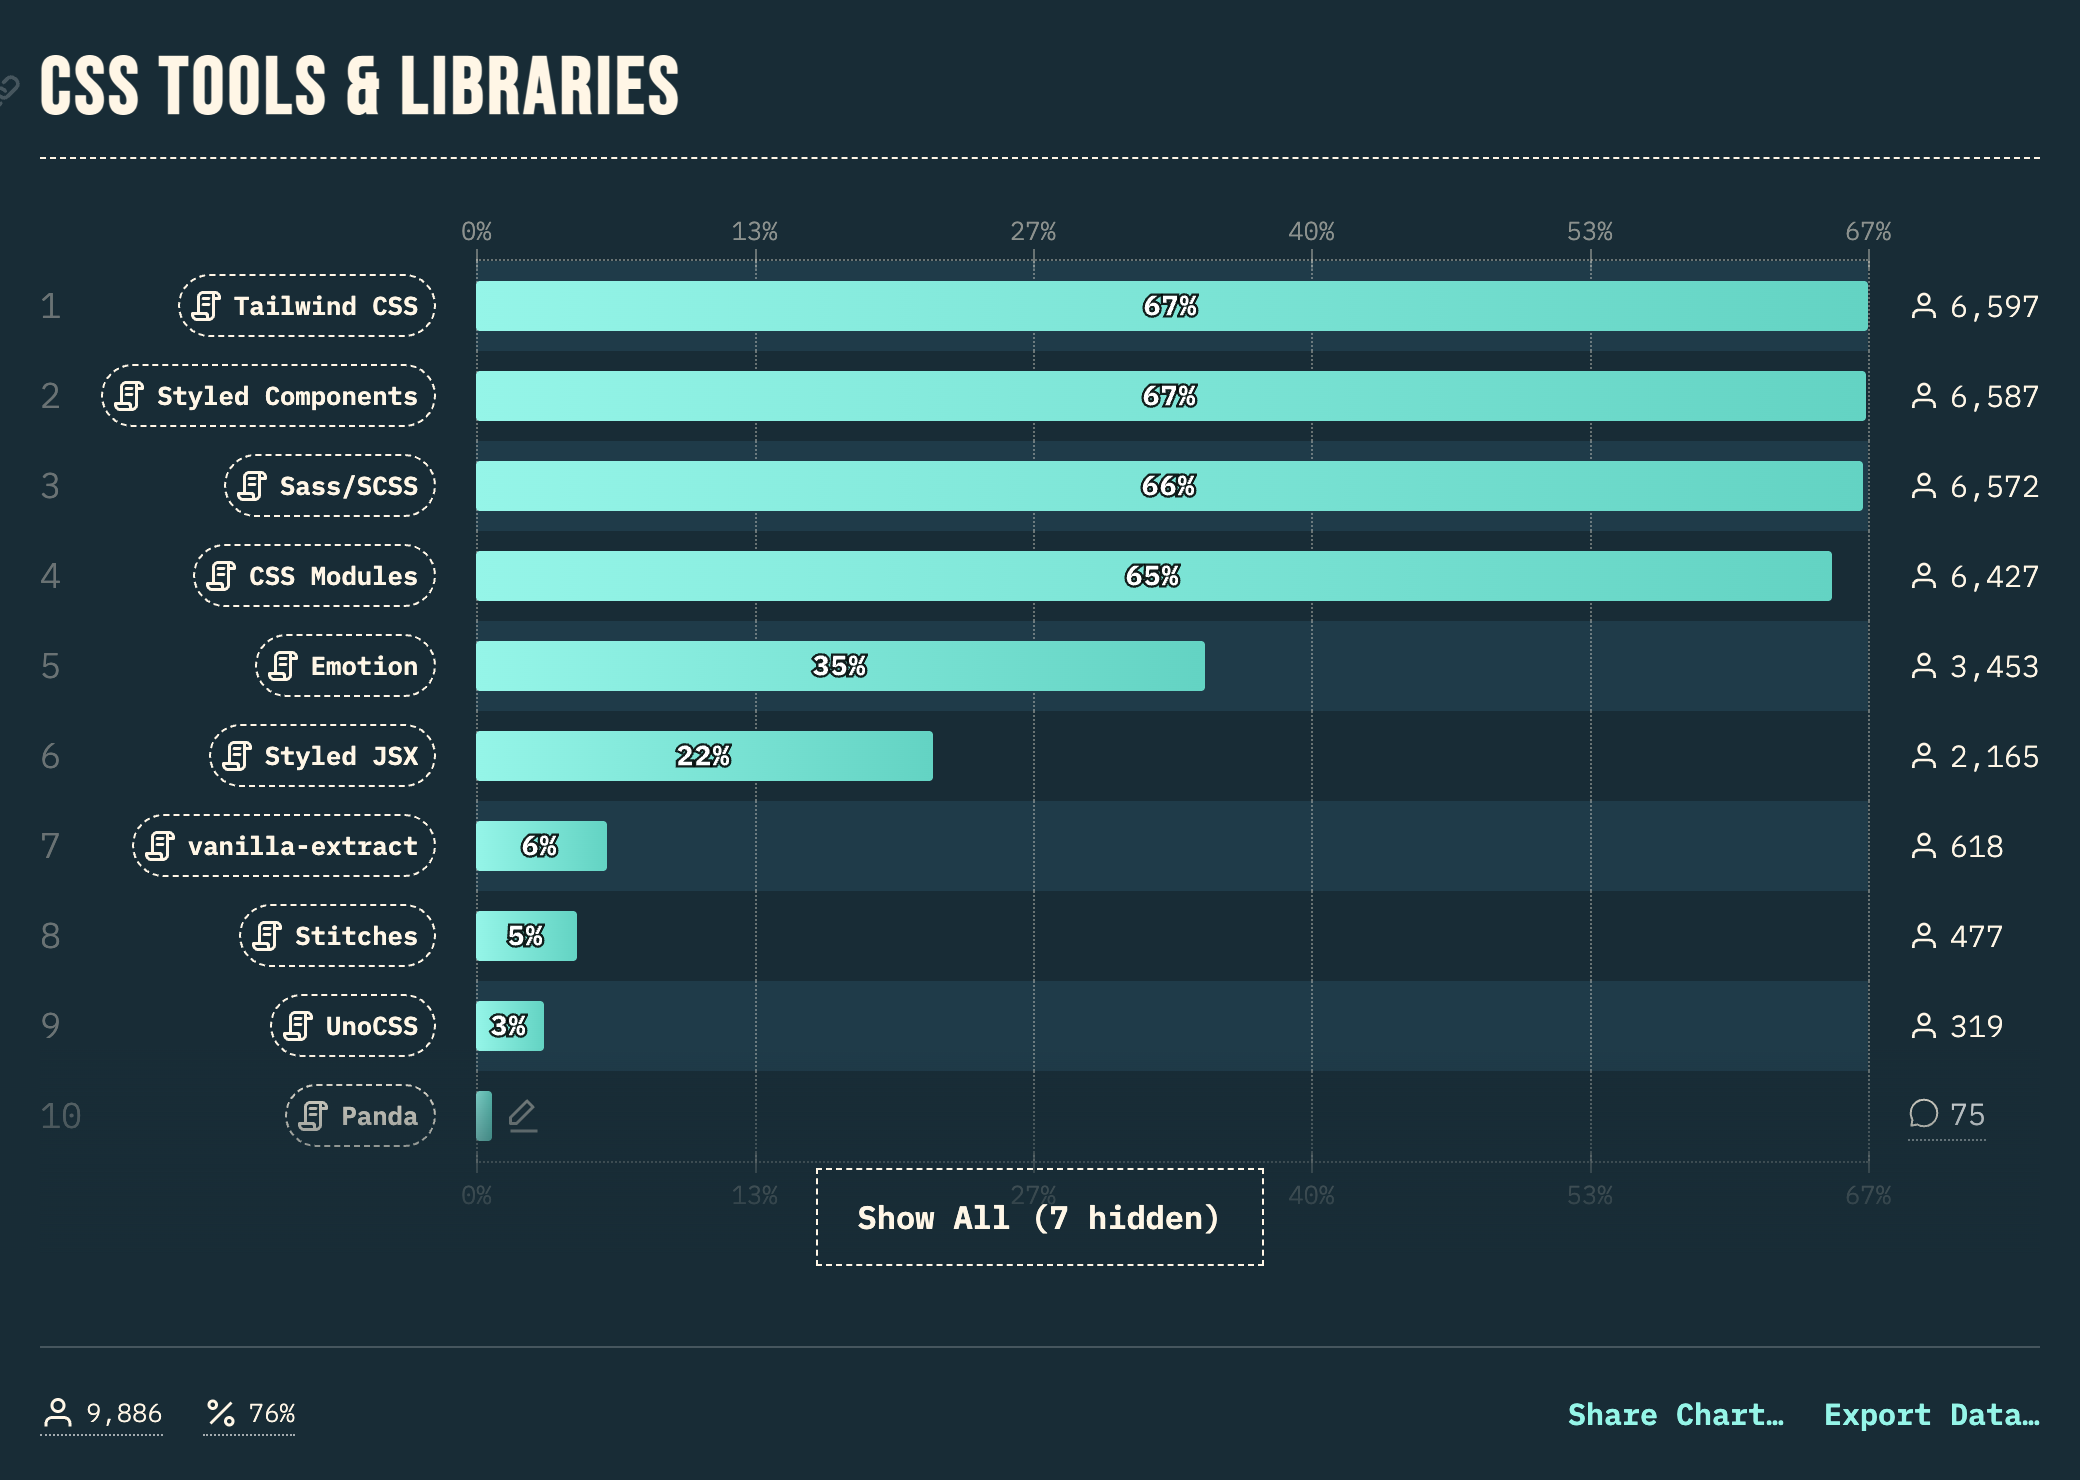 CSS TOOLS & LIBRARIES
0% 13% 27% 40% 53% 67%
1 Tailwind CSS 67% 6,597
2 Styled Components 67% 6,587
3 Sass/SCSS 66% 6,572
4 CSS Modules 65% 6,427
5 Emotion 35% 3,453
6 Styled JSX 22% 2,165
7 vanilla-extract 6% 618
8 Stitches 5% 477
9 UnoCSS 3% 319
10 Panda 75
0% 13% 27% 40% 53% 67%
Show All (7 hidden)
9,886 76% Share Chart… Export Data…